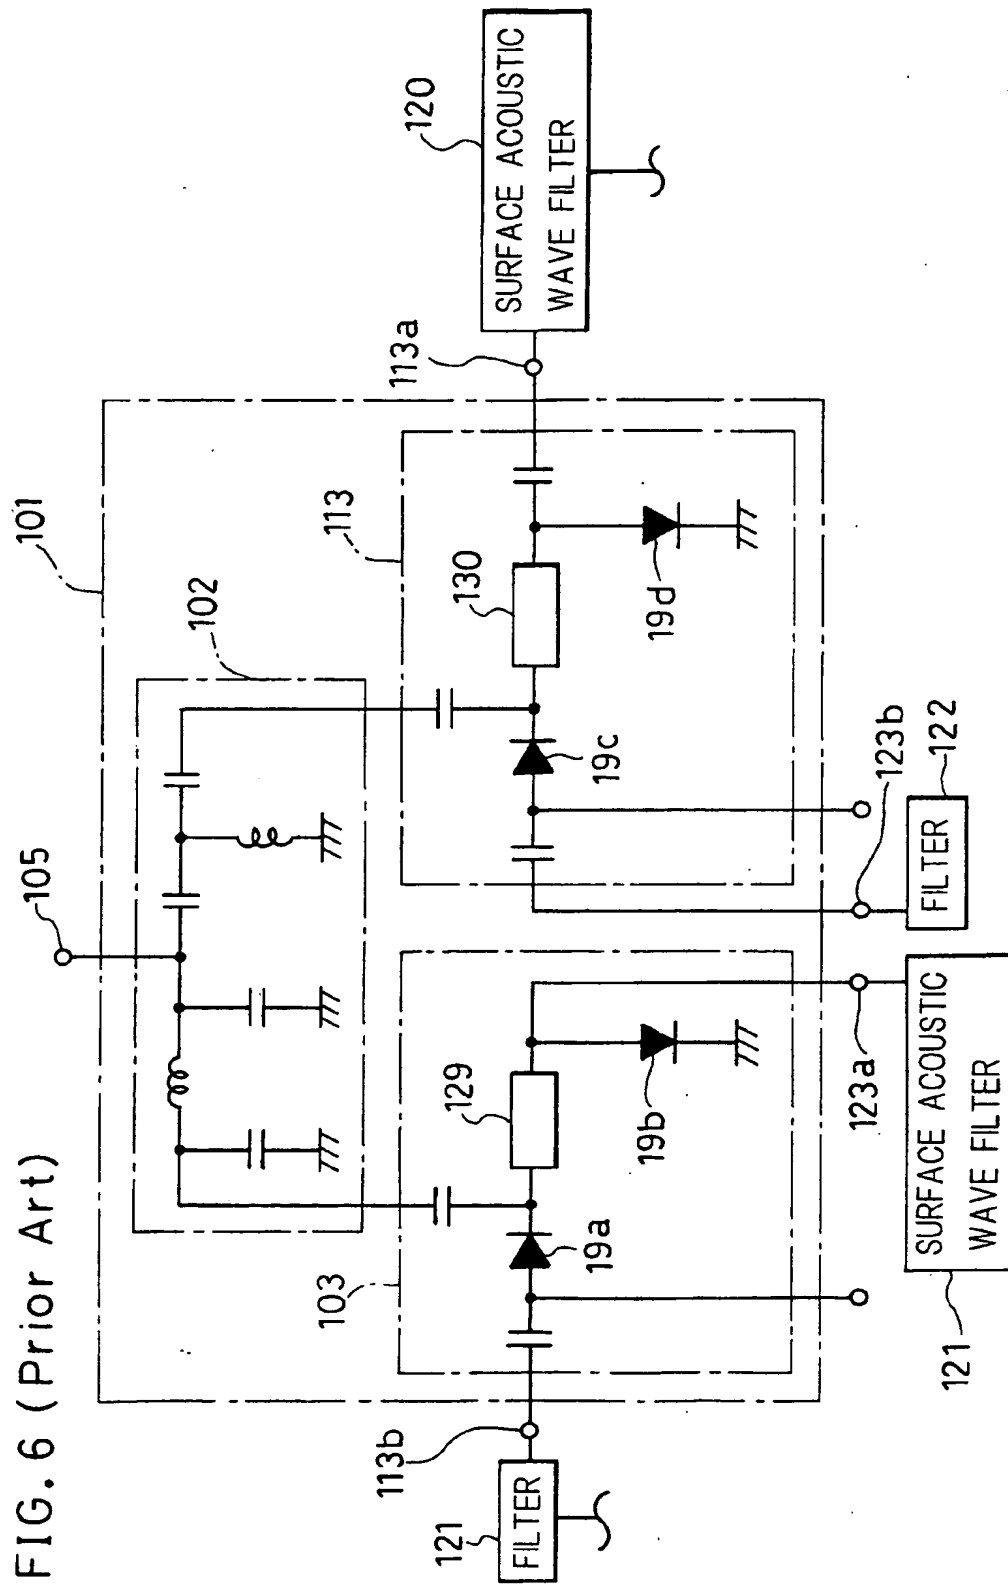 FIG. 6 (Prior Art)
101
105
102
113
113a
120
SURFACE ACOUSTIC
WAVE FILTER
130
19d
19c
103
129
19b
19a
113b
121
FILTER
123b
122
FILTER
123a
121
SURFACE ACOUSTIC
WAVE FILTER